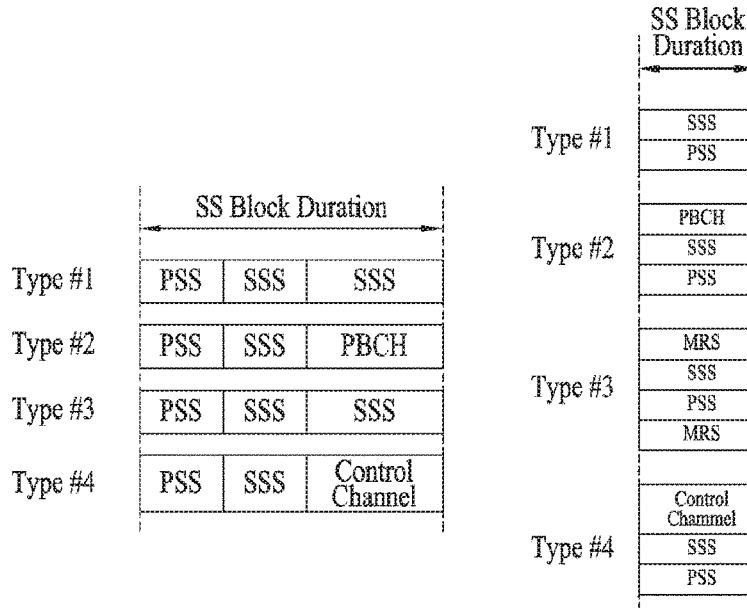 SS Block Duration
Type #1 PSS SSS SSS
Type #2 PSS SSS PBCH
Type #3 PSS SSS SSS
Type #4 PSS SSS Control Channel
SS Block
Duration
Type #1
SSS
PSS
Type #2
PBCH
SSS
PSS
Type #3
MRS
SSS
PSS
MRS
Type #4
Control
Chammel
SSS
PSS